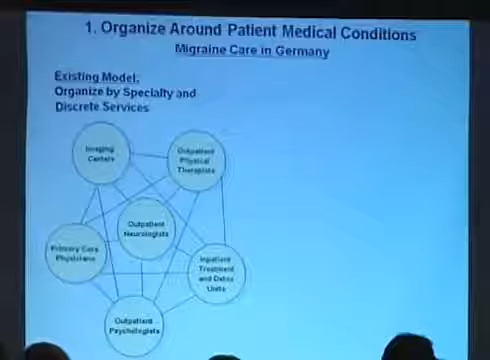 1. Organize Around Patient Medical Conditions
Migraine Care in Germany
Existing Model:
Organize by Specialty and
Discrete Services
Imaging
Centers
Outpatient
Physical
Therapists
Outpatient
Neurologists
Primary Care
Physicians
Inpatient
Treatment
and Detox
Units
Outpatient
Psychologists